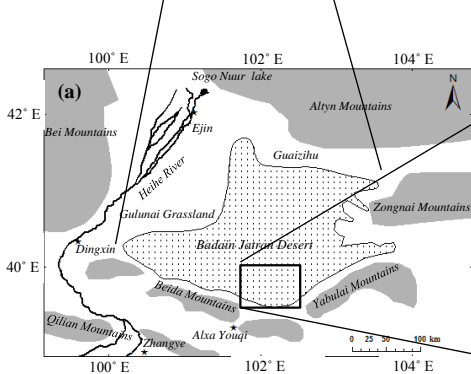 100° E 102° E 104° E
(a)
Sogo Nuur lake
N
Altyn Mountains
42° E
Bei Mountains
Ejin
Heihe River
Guaizihu
Gulunai Grassland
Zongnai Mountains
Badain Jatran Desert
Dingxin
40° E
Beida Mountains
Yabulai Mountains
Qilian Mountains
Zhangye
Alxa Youqi
0 25 50 100 km
100° E 102° E 104° E